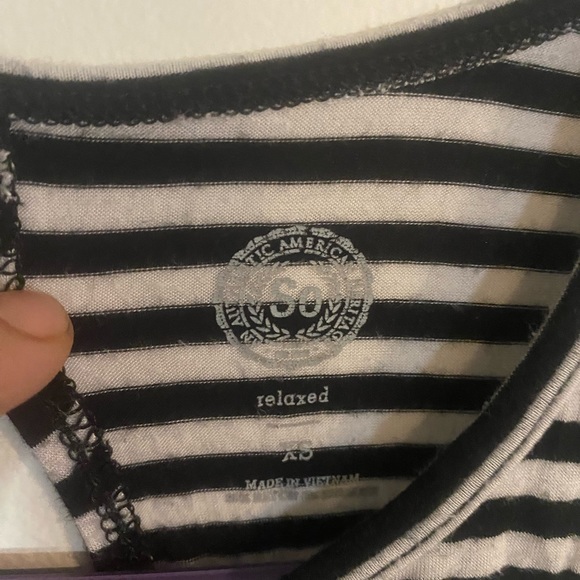 AUTHENTIC AMERICAN HERITAGE
So
relaxed
XS
MADE IN VIETNAM